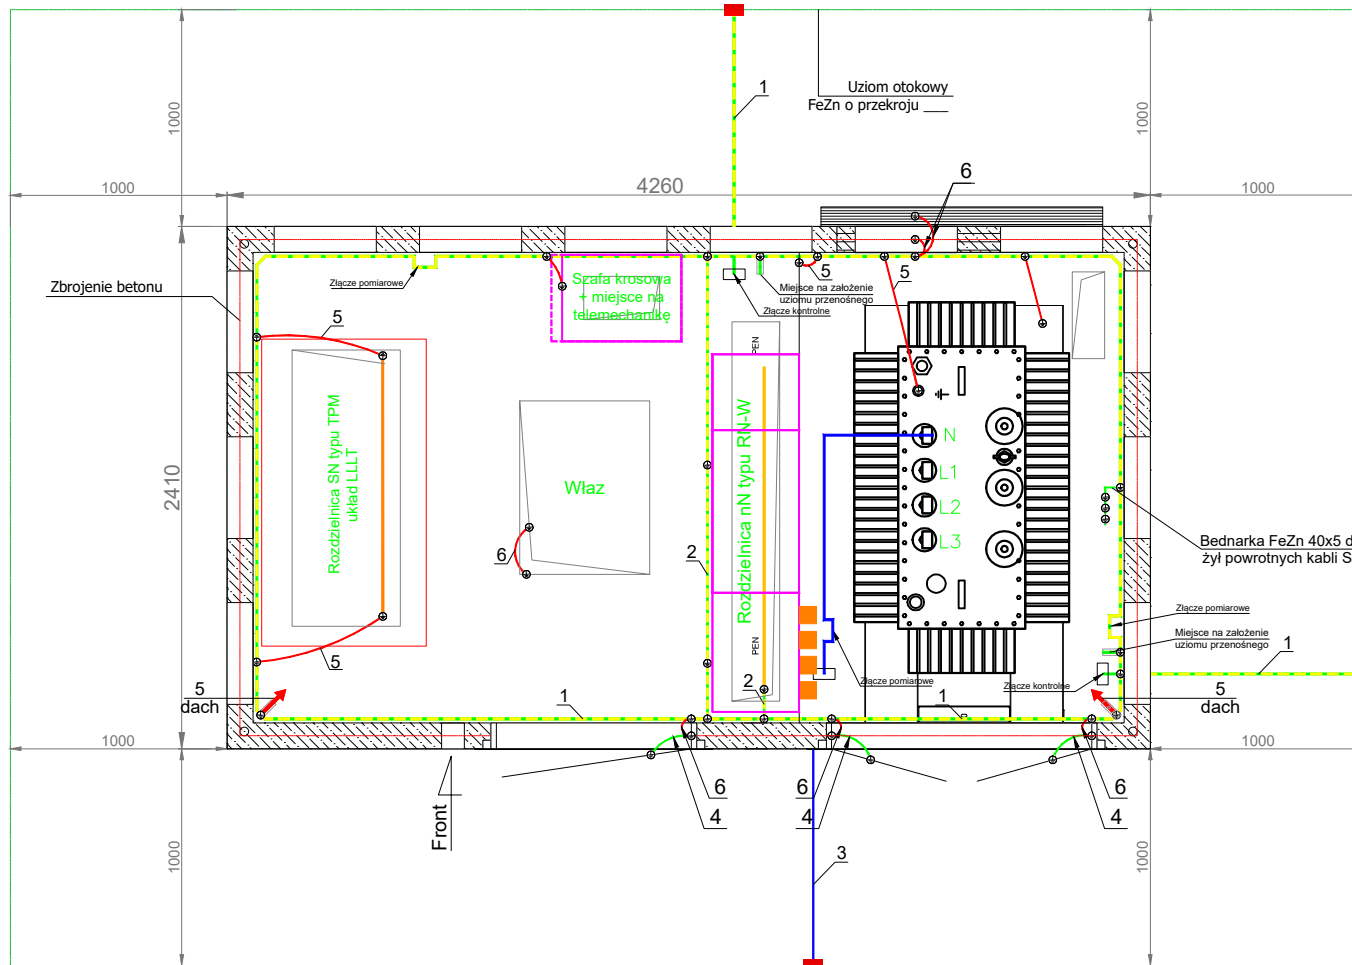 1
Uziom otokowy
FeZn o przekroju ___
1000
1000
6
1000
4260
1000
Zbrojenie betonu
Złącze pomiarowe
Szafa krosowa
+ miejsce na
telemechanikę
5
5
Miejsce na założenie
uziomu przenośnego
Złącze kontrolne
5
PEN
Rozdzielnica SN typu TPM
układ LLLT
Rozdzielnica nN typu RN-W
N
L1
L2
L3
Właz
2410
6
2
Bednarka FeZn 40x5 d
żył powrotnych kabli S
Złącze pomiarowe
Miejsce na założenie
uziomu przenośnego
PEN
5
Złącze pomiarowe
Złącze kontrolne
1
5
dach
1
2
1
5
dach
1000
1000
6
4
6
4
6
4
Front
3
1000
1000